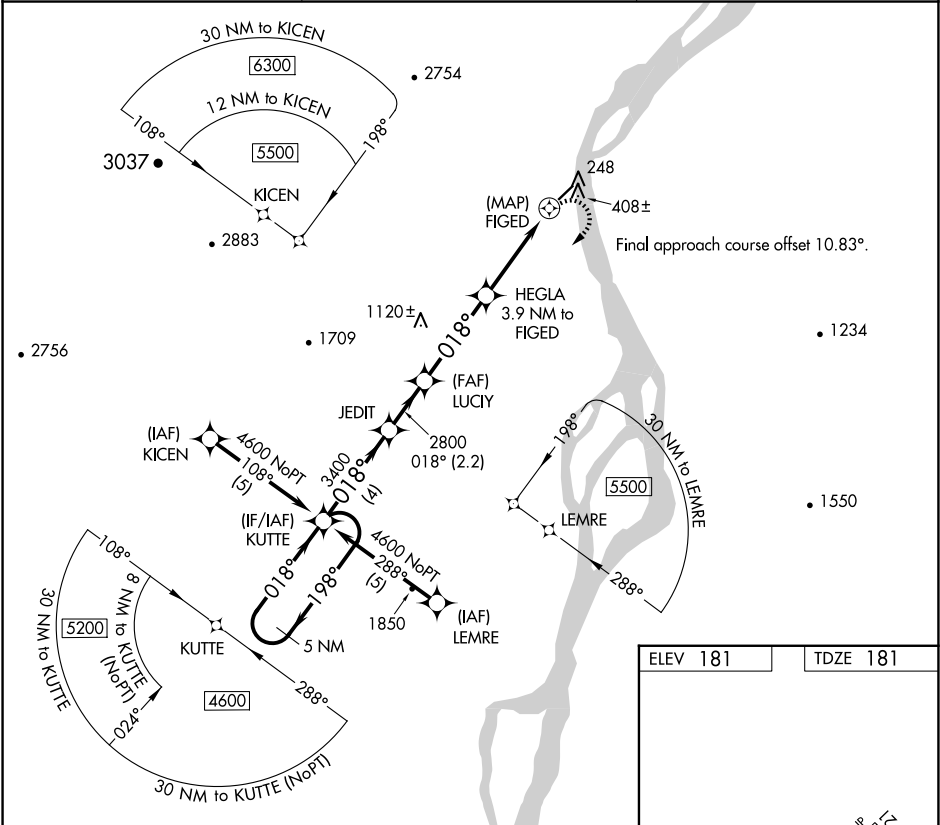 30 NM to KICEN
6300
12 NM to KICEN
5500
108°
198°
KICEN
2754
3037
2883
248
(MAP)
FIGED
408±
Final approach course offset 10.83°.
HEGLA
3.9 NM to
FIGED
018°
1120±
1709
2756
1234
(FAF)
LUCIY
JEDIT
2800
018° (2.2)
(IAF)
KICEN
4600 NoPT
108°
(5)
3400
018°
(4)
(IF/IAF)
KUTTE
4600 NoPT
288°
(5)
1850
(IAF)
LEMRE
018°
198°
5 NM
198°
30 NM to LEMRE
5500
LEMRE
288°
1550
108°
8 NM to KUTTE
(NoPT)
5200
30 NM to KUTTE
024°
KUTTE
4600
288°
30 NM to KUTTE (NoPT)
ELEV 181
TDZE 181
21